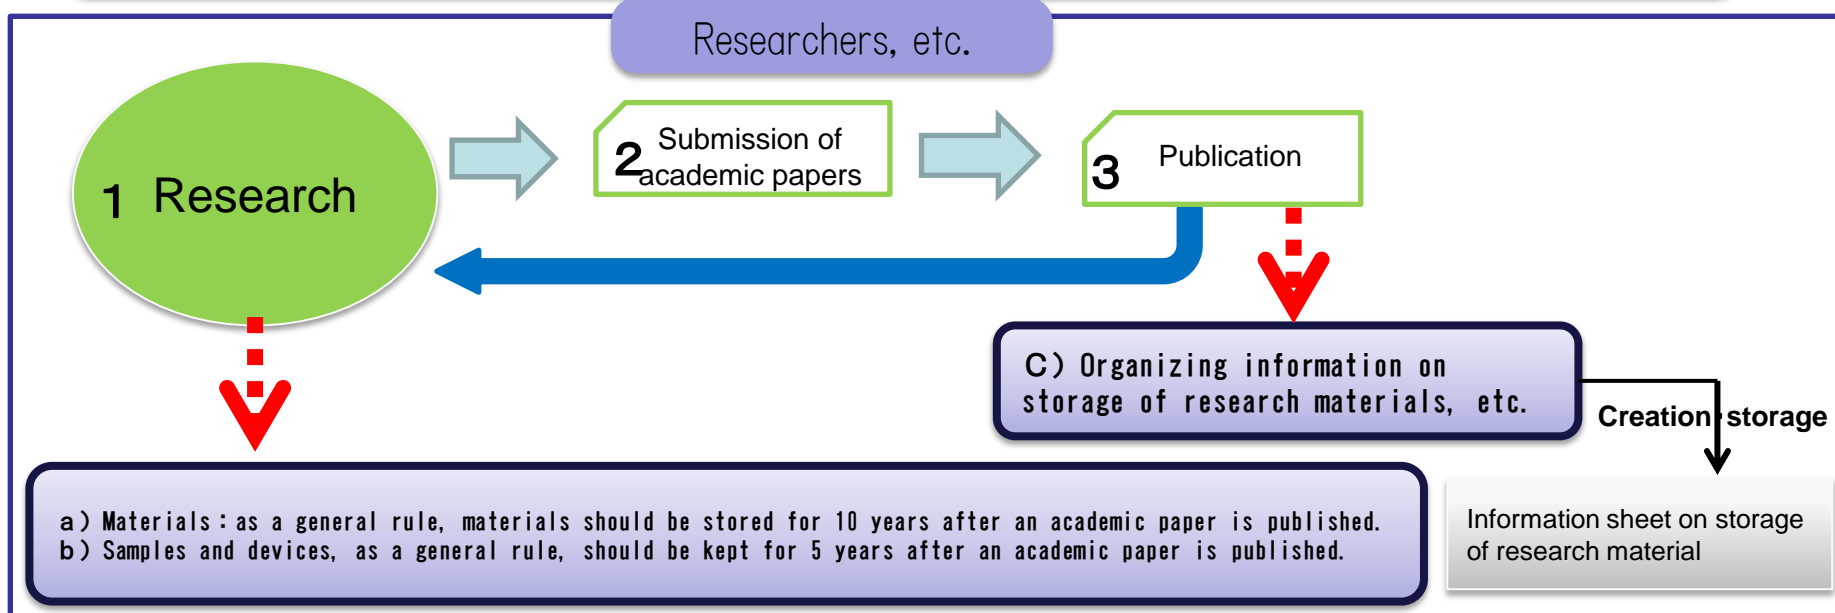 Researchers, etc.
1 Research
2 Submission of
academic papers
3 Publication
C) Organizing information on
storage of research materials, etc.
Creation·storage
a) Materials：as a general rule, materials should be stored for 10 years after an academic paper is published.
b) Samples and devices, as a general rule, should be kept for 5 years after an academic paper is published.
Information sheet on storage
of research material